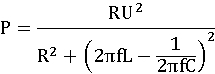 P = RU² / (R² + (2πfL − 1/(2πfC))²)